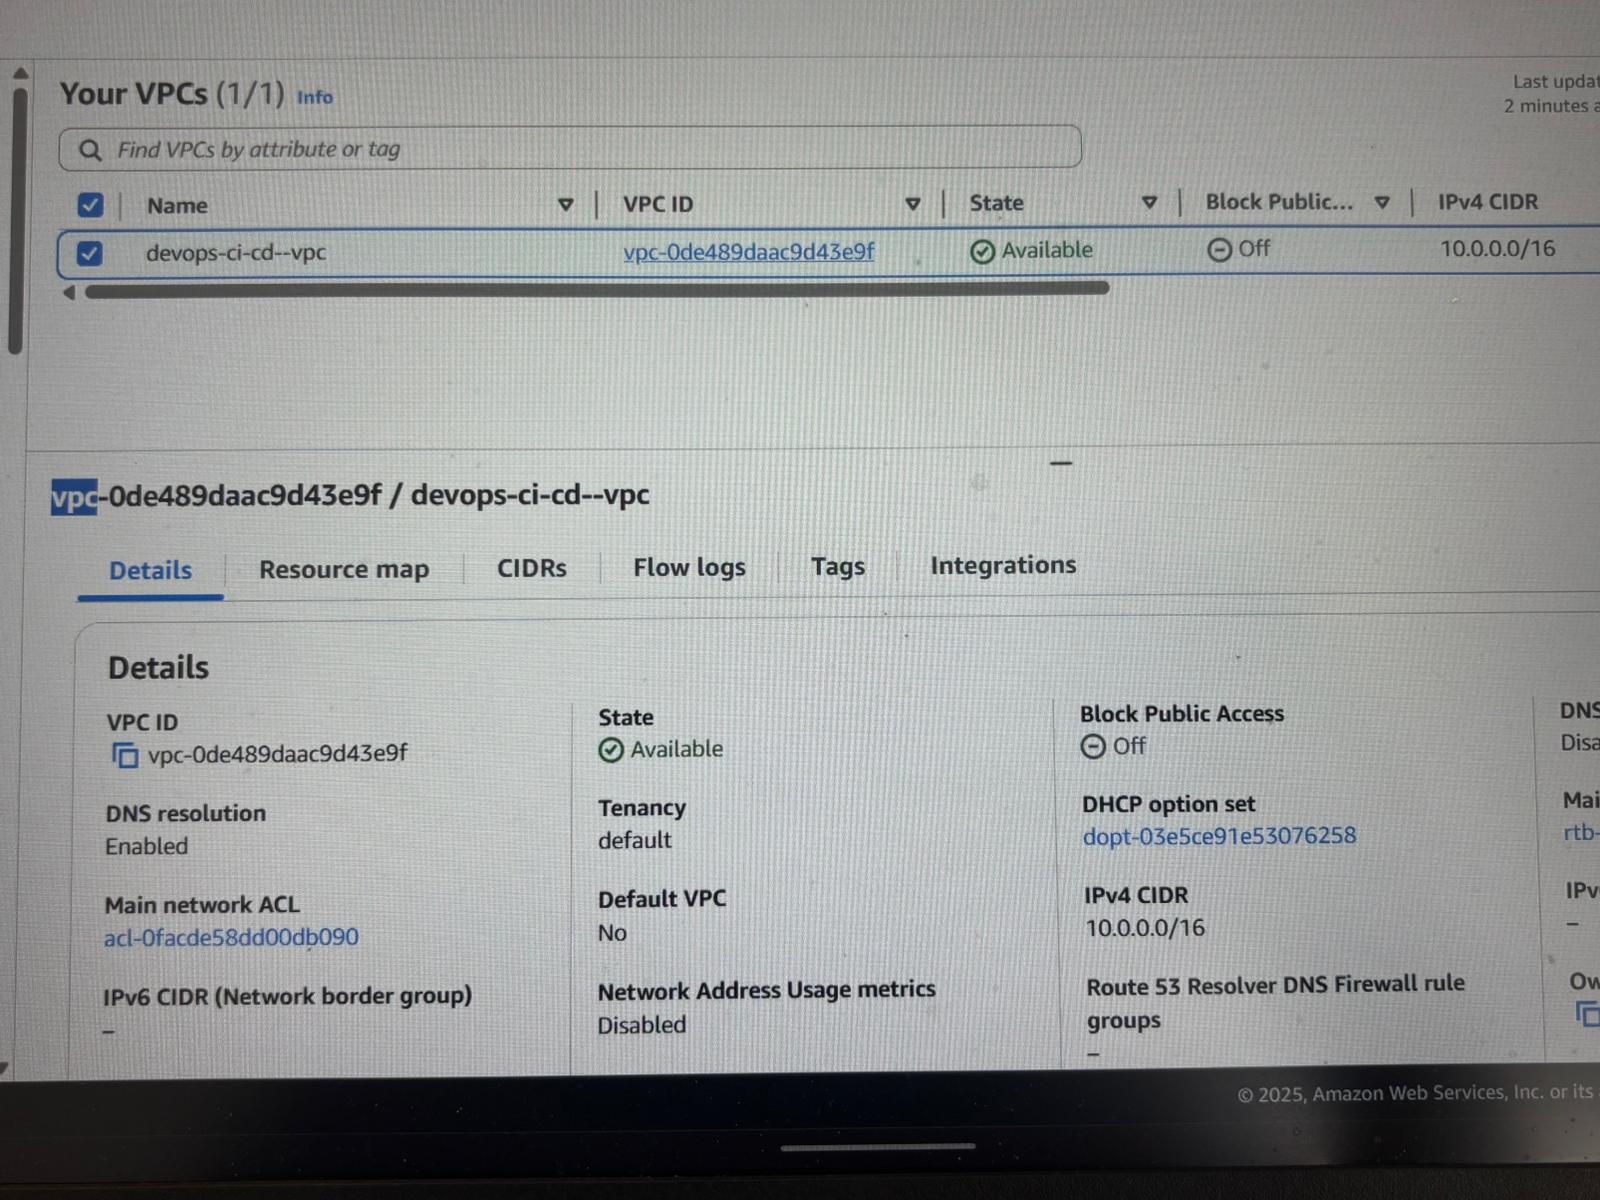 Your VPCs (1/1) Info
Last updat
2 minutes a
Find VPCs by attribute or tag
Name VPC ID State Block Public... IPv4 CIDR
devops-ci-cd--vpc vpc-0de489daac9d43e9f Available Off 10.0.0.0/16
vpc-0de489daac9d43e9f / devops-ci-cd--vpc
Details Resource map CIDRs Flow logs Tags Integrations
Details
VPC ID
vpc-0de489daac9d43e9f
State
Available
Block Public Access
Off
DNS
Disa
DNS resolution
Enabled
Tenancy
default
DHCP option set
dopt-03e5ce91e53076258
Mai
rtb-
Main network ACL
acl-0facde58dd00db090
Default VPC
No
IPv4 CIDR
10.0.0.0/16
IPv
–
IPv6 CIDR (Network border group)
–
Network Address Usage metrics
Disabled
Route 53 Resolver DNS Firewall rule
groups
–
Ow
© 2025, Amazon Web Services, Inc. or its